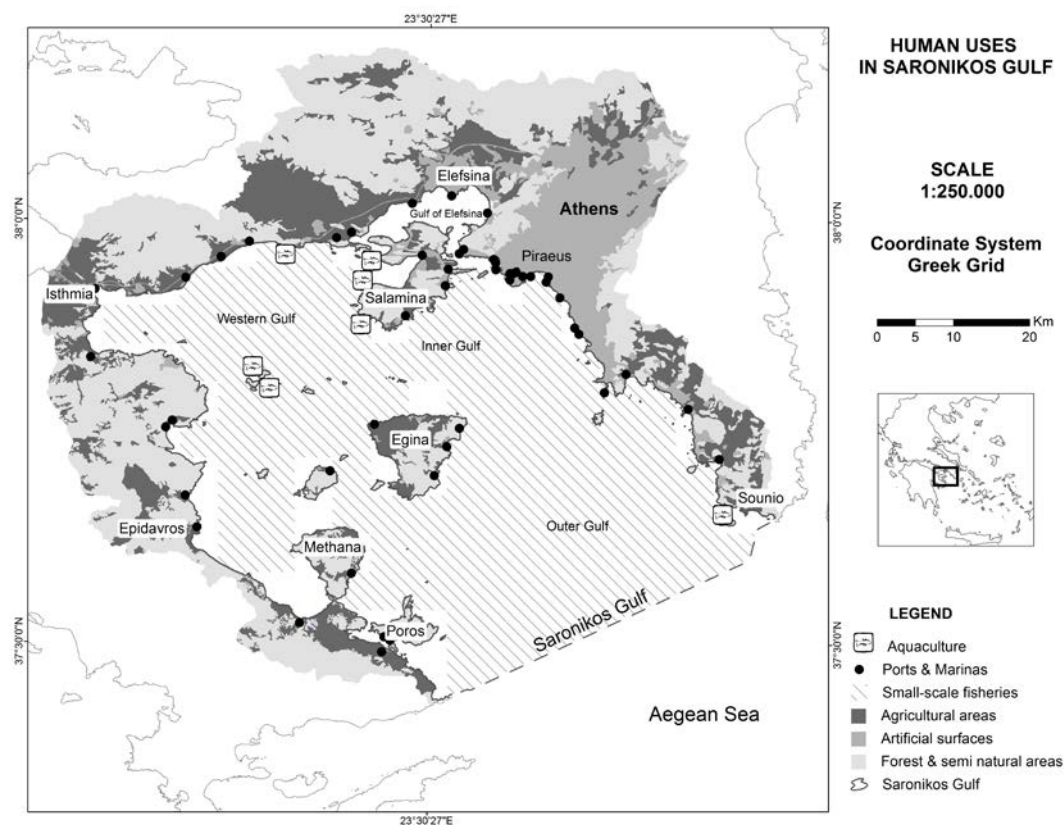 23°30'27"E
HUMAN USES
IN SARONIKOS GULF
SCALE
1:250.000
Coordinate System
Greek Grid
Km
0 5 10 20
38°0'0"N
38°0'0"N
Elefsina
Gulf of Elefsina
Athens
Piraeus
Isthmia
Salamina
Western Gulf
Inner Gulf
Egina
Sounio
Epidavros
Outer Gulf
Methana
Poros
Saronikos Gulf
37°30'0"N
37°30'0"N
Aegean Sea
23°30'27"E
LEGEND
Aquaculture
Ports & Marinas
Small-scale fisheries
Agricultural areas
Artificial surfaces
Forest & semi natural areas
Saronikos Gulf